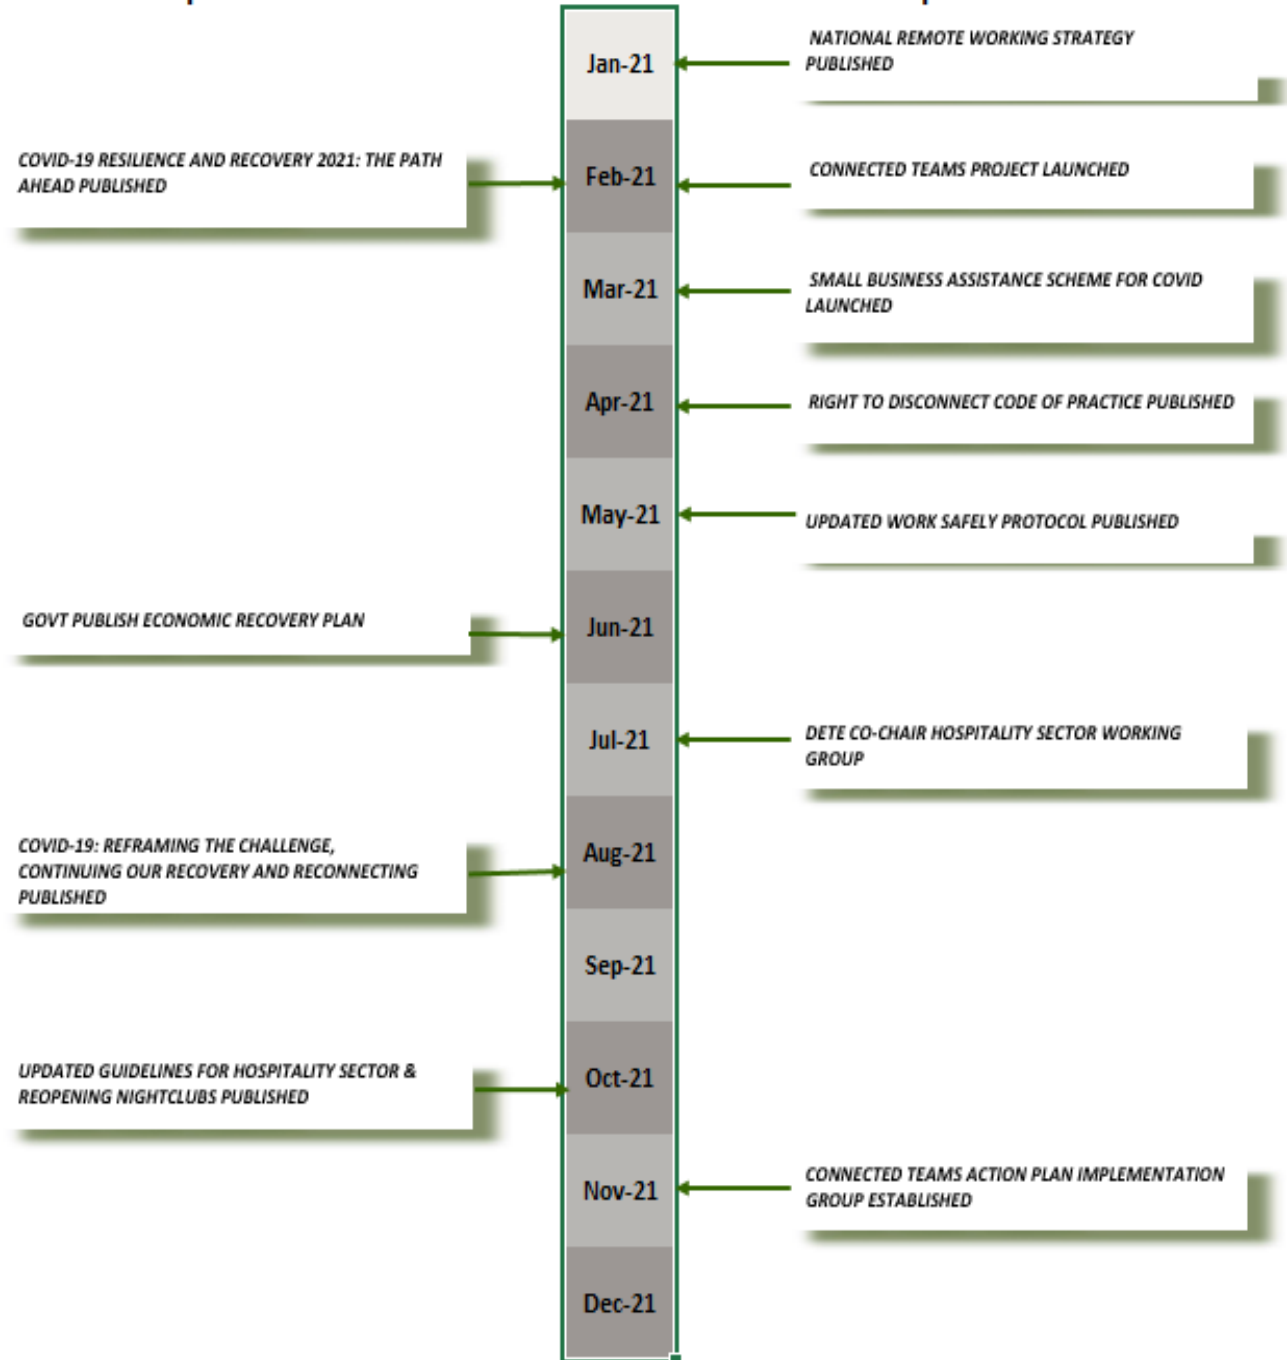 Jan-21
NATIONAL REMOTE WORKING STRATEGY
PUBLISHED
COVID-19 RESILIENCE AND RECOVERY 2021: THE PATH
AHEAD PUBLISHED
Feb-21
CONNECTED TEAMS PROJECT LAUNCHED
Mar-21
SMALL BUSINESS ASSISTANCE SCHEME FOR COVID
LAUNCHED
Apr-21
RIGHT TO DISCONNECT CODE OF PRACTICE PUBLISHED
May-21
UPDATED WORK SAFELY PROTOCOL PUBLISHED
GOVT PUBLISH ECONOMIC RECOVERY PLAN
Jun-21
Jul-21
DETE CO-CHAIR HOSPITALITY SECTOR WORKING
GROUP
COVID-19: REFRAMING THE CHALLENGE,
CONTINUING OUR RECOVERY AND RECONNECTING
PUBLISHED
Aug-21
Sep-21
UPDATED GUIDELINES FOR HOSPITALITY SECTOR &
REOPENING NIGHTCLUBS PUBLISHED
Oct-21
Nov-21
CONNECTED TEAMS ACTION PLAN IMPLEMENTATION
GROUP ESTABLISHED
Dec-21